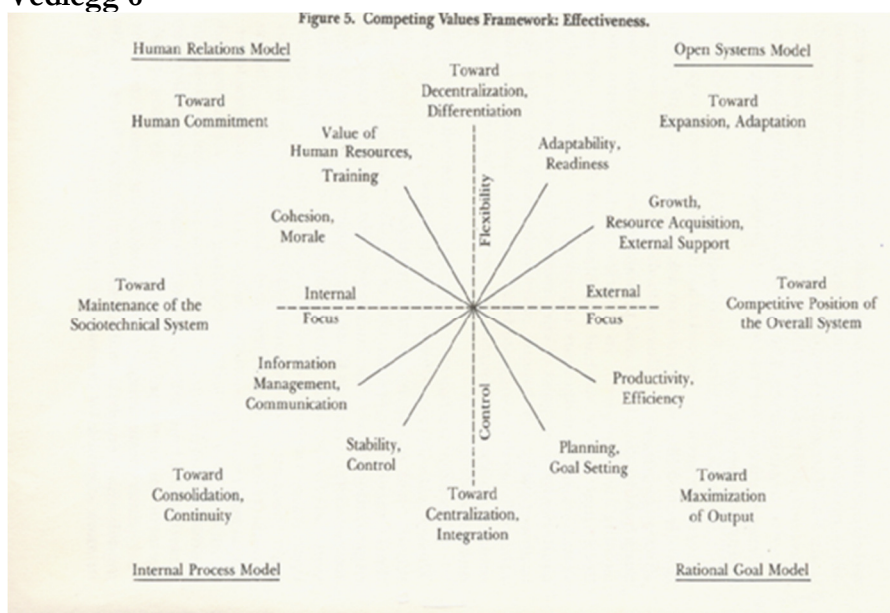 Figure 5. Competing Values Framework: Effectiveness.
Human Relations Model
Open Systems Model
Toward
Decentralization,
Differentiation
Toward
Human Commitment
Toward
Expansion, Adaptation
Value of
Human Resources,
Training
Adaptability,
Readiness
Flexibility
Cohesion,
Morale
Growth,
Resource Acquisition,
External Support
Toward
Maintenance of the
Sociotechnical System
Internal
Focus
External
Focus
Toward
Competitive Position of
the Overall System
Information
Management,
Communication
Productivity,
Efficiency
Control
Stability,
Control
Planning,
Goal Setting
Toward
Consolidation,
Continuity
Toward
Centralization,
Integration
Toward
Maximization
of Output
Internal Process Model
Rational Goal Model